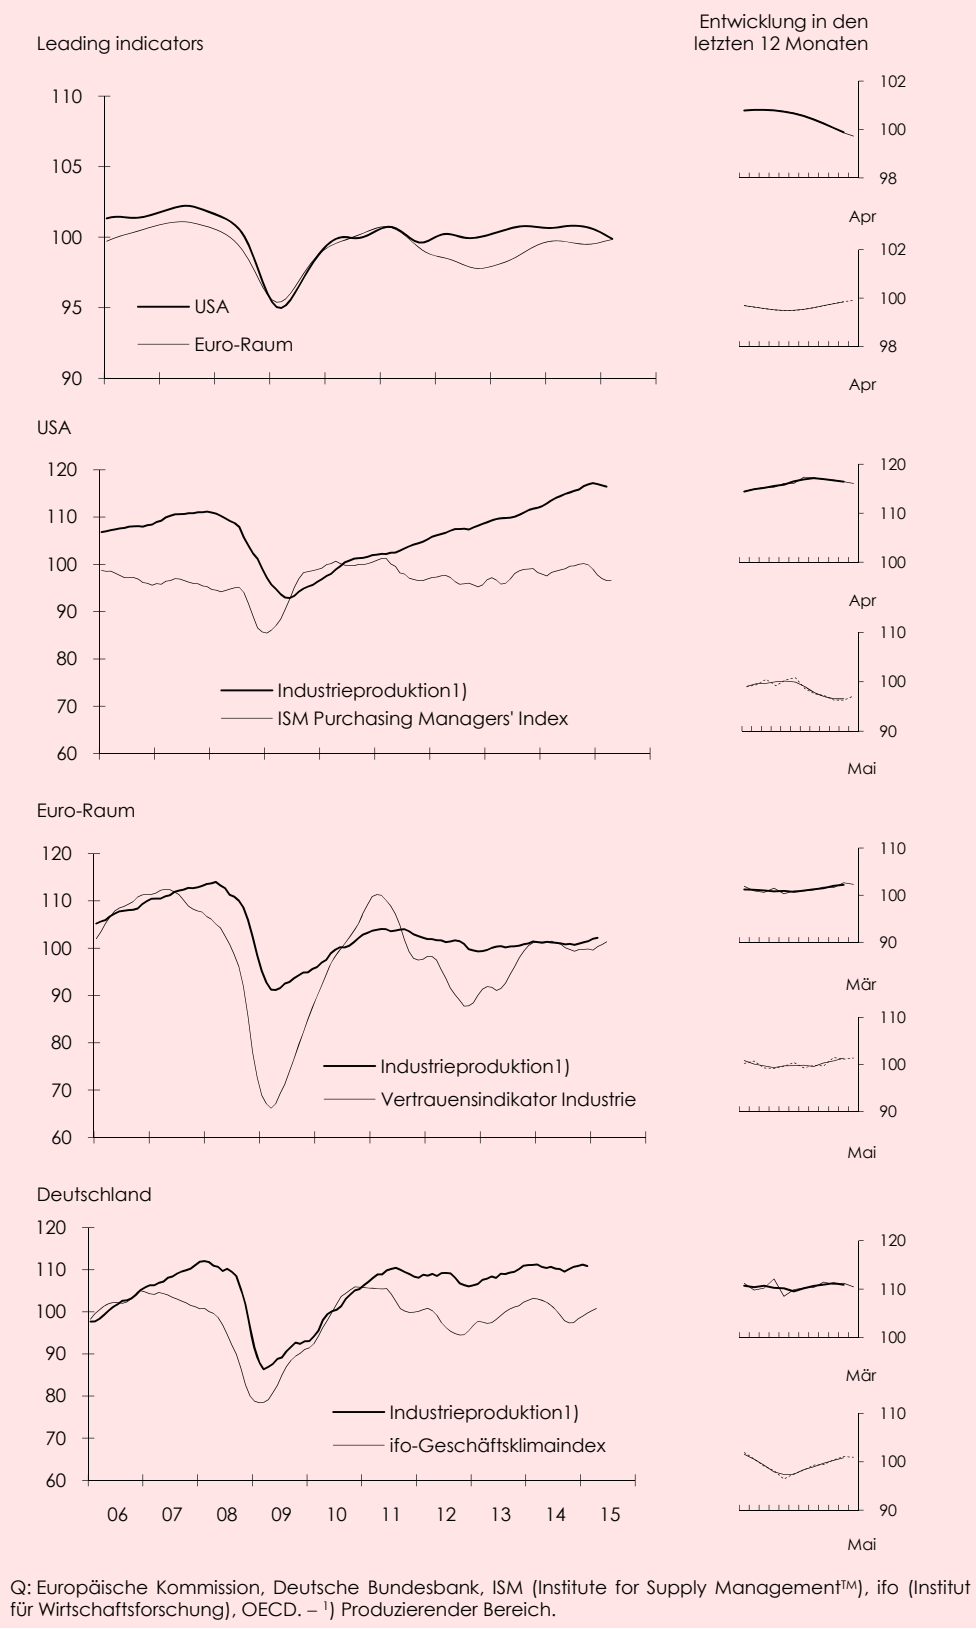 Entwicklung in den
letzten 12 Monaten
Leading indicators
110
105
100
95
90
USA
Euro-Raum
102
100
98
Apr
102
100
98
Apr
USA
120
110
100
90
80
70
60
Industrieproduktion1)
ISM Purchasing Managers' Index
120
110
100
Apr
110
100
90
Mai
Euro-Raum
120
110
100
90
80
70
60
Industrieproduktion1)
Vertrauensindikator Industrie
110
100
90
Mär
110
100
90
Mai
Deutschland
120
110
100
90
80
70
60
Industrieproduktion1)
ifo-Geschäftsklimaindex
06 07 08 09 10 11 12 13 14 15
120
110
100
Mär
110
100
90
Mai
Q: Europäische Kommission, Deutsche Bundesbank, ISM (Institute for Supply Management™), ifo (Institut
für Wirtschaftsforschung), OECD. – ¹) Produzierender Bereich.